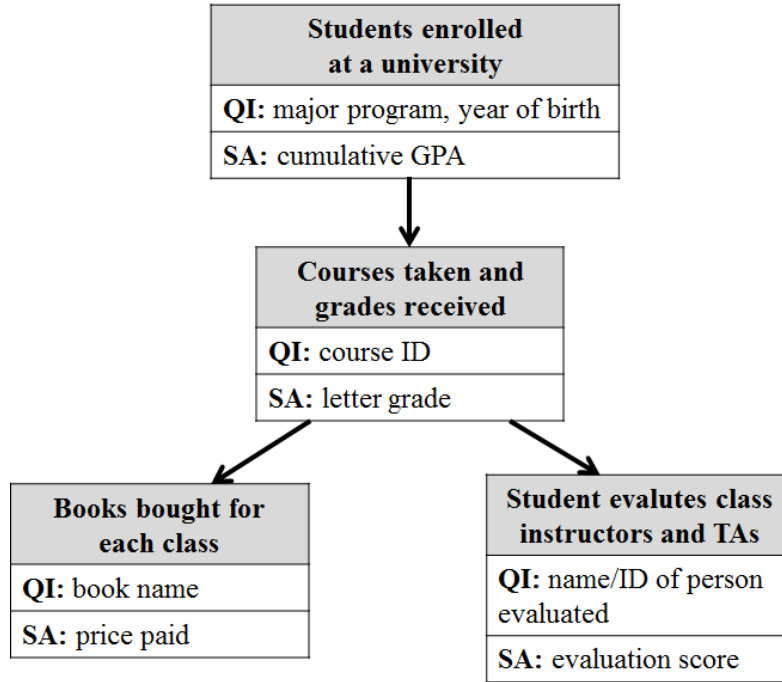 Students enrolled
at a university
QI: major program, year of birth
SA: cumulative GPA
Courses taken and
grades received
QI: course ID
SA: letter grade
Books bought for
each class
QI: book name
SA: price paid
Student evalutes class
instructors and TAs
QI: name/ID of person
evaluated
SA: evaluation score